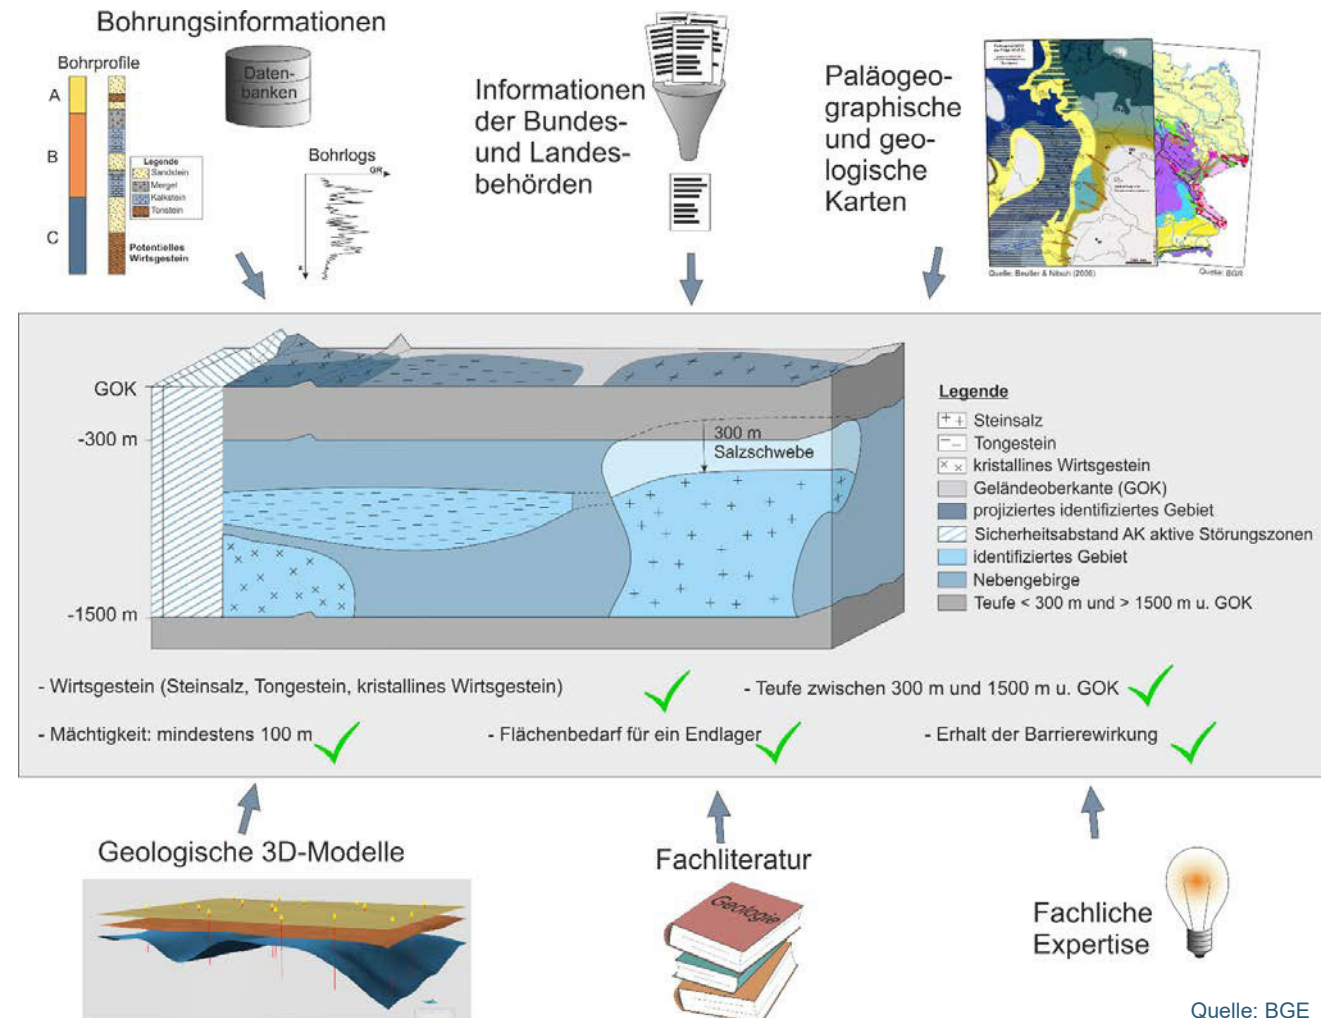 Bohrungsinformationen
Bohrprofile
A
B
C
Legende
Sandstein
Mergel
Kalkstein
Tonstein
Potentielles
Wirtsgestein
Daten-
banken
Bohrlogs
GR
z
Informationen
der Bundes-
und Landes-
behörden
Paläogeo-
graphische
und geo-
logische
Karten
Quelle: Beutler & Nitsch (2005)
Quelle: BGR
GOK
-300 m
-1500 m
300 m
Salzschwebe
Legende
Steinsalz
Tongestein
kristallines Wirtsgestein
Geländeoberkante (GOK)
projiziertes identifiziertes Gebiet
Sicherheitsabstand AK aktive Störungszonen
identifiziertes Gebiet
Nebengebirge
Teufe < 300 m und > 1500 m u. GOK
- Wirtsgestein (Steinsalz, Tongestein, kristallines Wirtsgestein)
- Teufe zwischen 300 m und 1500 m u. GOK
- Mächtigkeit: mindestens 100 m
- Flächenbedarf für ein Endlager
- Erhalt der Barrierewirkung
Geologische 3D-Modelle
Fachliteratur
Geologie
Fachliche
Expertise
Quelle: BGE